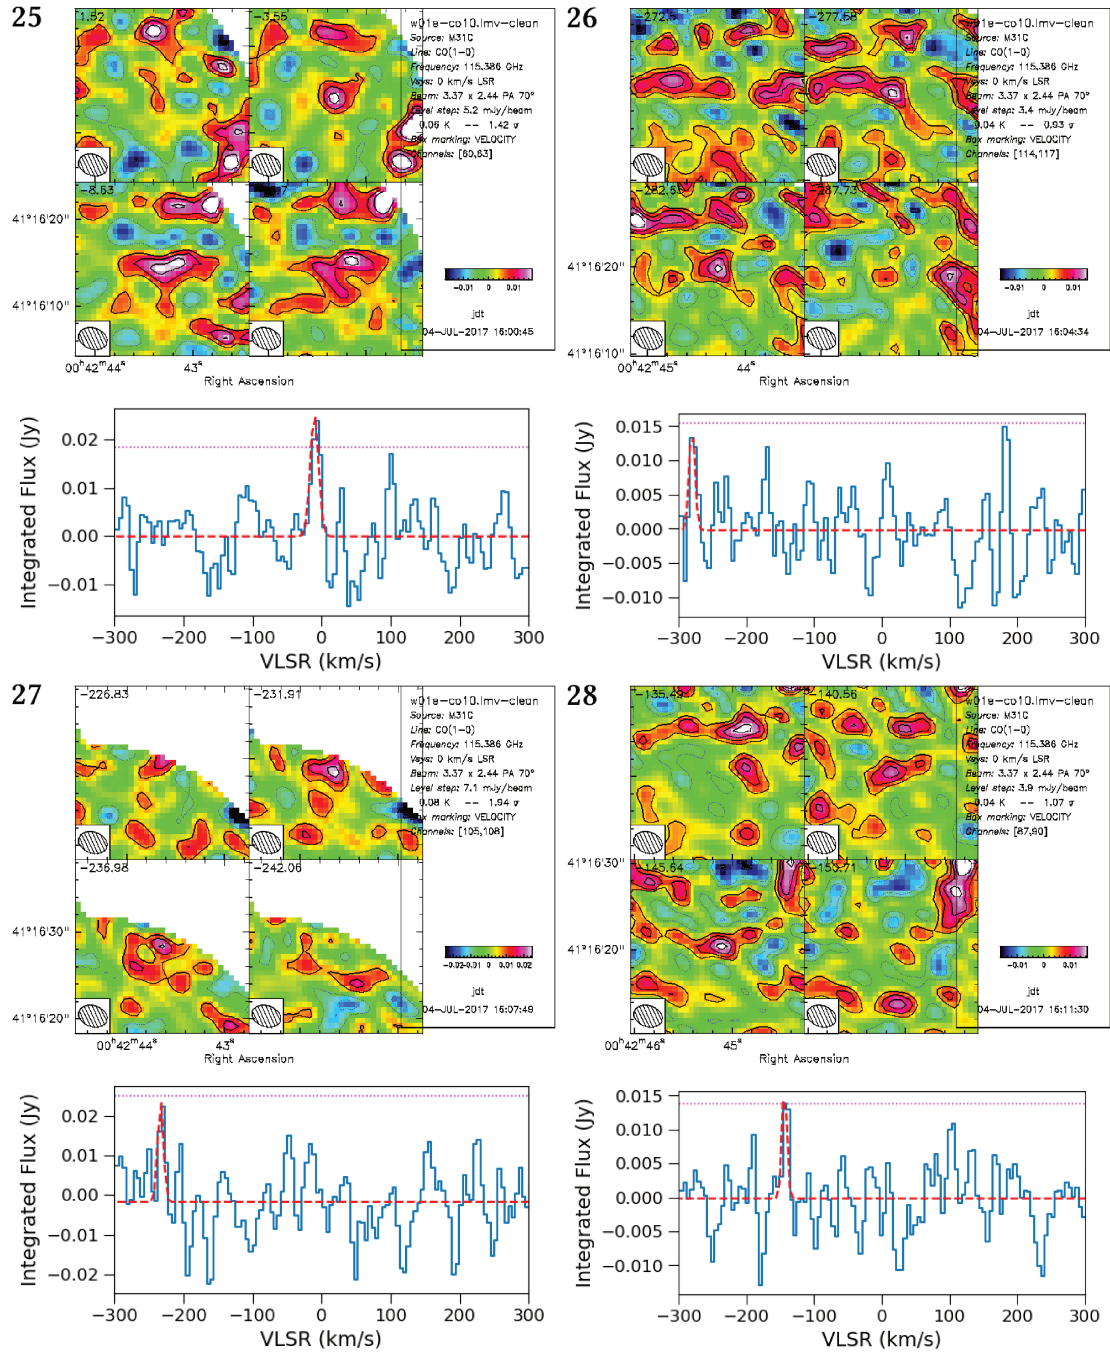 25
1.52
-3.55
w01e-co10.lmv-clean
Source: M31C
Line: CO(1-0)
Frequency: 115.386 GHz
Vsys: 0 km/s LSR
Beam: 3.37 x 2.44 PA 70°
Level step: 5.2 mJy/beam
0.06 K -- 1.42 σ
Box marking: VELOCITY
Channels: [60,63]
-8.63
41°16'20"
41°16'10"
-0.01 0 0.01
jdt
04-JUL-2017 16:00:45
00h42m44s 43s
Right Ascension
Integrated Flux (Jy)
0.02
0.01
0.00
-0.01
-300 -200 -100 0 100 200 300
VLSR (km/s)
26
-272.5
-277.58
w01e-co10.lmv-clean
Source: M31C
Line: CO(1-0)
Frequency: 115.386 GHz
Vsys: 0 km/s LSR
Beam: 3.37 x 2.44 PA 70°
Level step: 3.4 mJy/beam
0.04 K -- 0.93 σ
Box marking: VELOCITY
Channels: [114,117]
-282.65
-287.73
41°16'20"
41°16'10"
-0.01 0 0.01
jdt
04-JUL-2017 16:04:34
00h42m45s 44s
Right Ascension
Integrated Flux (Jy)
0.015
0.010
0.005
0.000
-0.005
-0.010
-300 -200 -100 0 100 200 300
VLSR (km/s)
27
-226.83
-231.91
w01e-co10.lmv-clean
Source: M31C
Line: CO(1-0)
Frequency: 115.386 GHz
Vsys: 0 km/s LSR
Beam: 3.37 x 2.44 PA 70°
Level step: 7.1 mJy/beam
0.08 K -- 1.94 σ
Box marking: VELOCITY
Channels: [105,108]
-236.98
-242.06
41°16'30"
41°16'20"
-0.02 -0.01 0 0.01 0.02
jdt
04-JUL-2017 16:07:49
00h42m44s 43s
Right Ascension
Integrated Flux (Jy)
0.02
0.01
0.00
-0.01
-0.02
-300 -200 -100 0 100 200 300
VLSR (km/s)
28
-135.49
-140.56
w01e-co10.lmv-clean
Source: M31C
Line: CO(1-0)
Frequency: 115.386 GHz
Vsys: 0 km/s LSR
Beam: 3.37 x 2.44 PA 70°
Level step: 3.9 mJy/beam
0.04 K -- 1.07 σ
Box marking: VELOCITY
Channels: [87,90]
-145.64
-150.71
41°16'30"
41°16'20"
-0.01 0 0.01
jdt
04-JUL-2017 16:11:30
00h42m46s 45s
Right Ascension
Integrated Flux (Jy)
0.015
0.010
0.005
0.000
-0.005
-0.010
-300 -200 -100 0 100 200 300
VLSR (km/s)